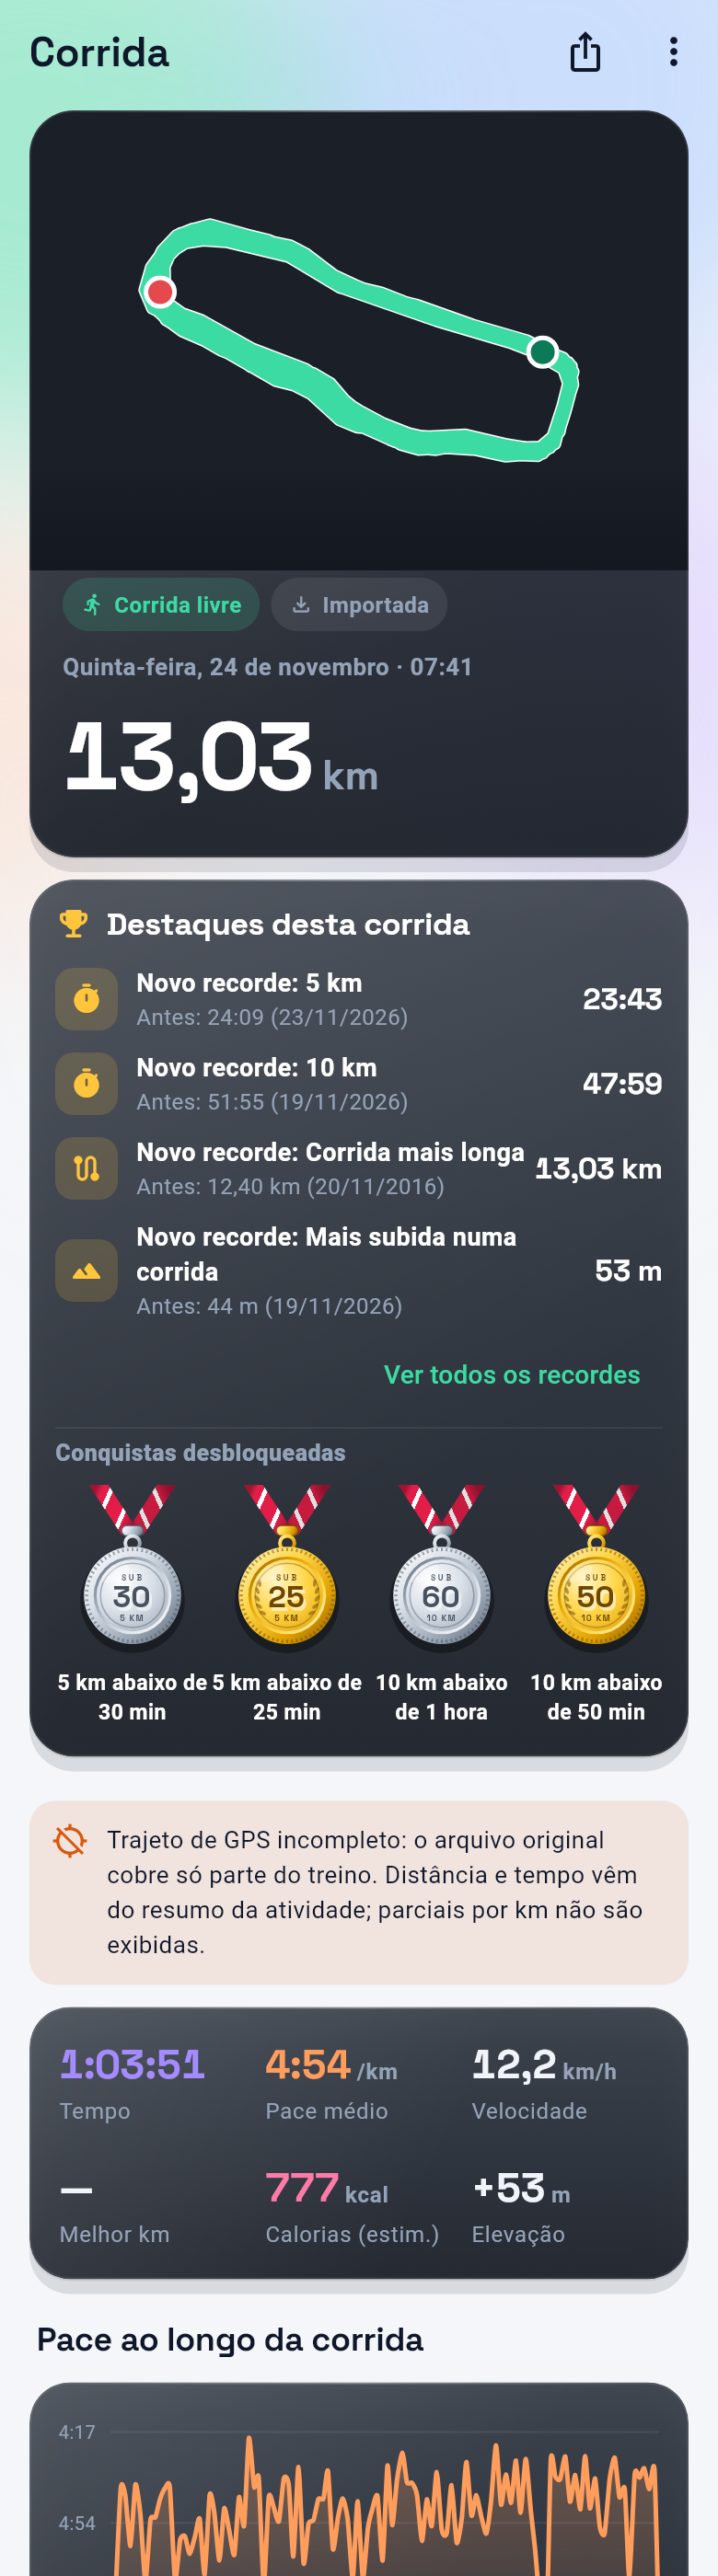 Corrida
Corrida livre
Importada
Quinta-feira, 24 de novembro · 07:41
13,03 km
Destaques desta corrida
Novo recorde: 5 km
Antes: 24:09 (23/11/2026)
23:43
Novo recorde: 10 km
Antes: 51:55 (19/11/2026)
47:59
Novo recorde: Corrida mais longa
Antes: 12,40 km (20/11/2016)
13,03 km
Novo recorde: Mais subida numa
corrida
Antes: 44 m (19/11/2026)
53 m
Ver todos os recordes
Conquistas desbloqueadas
SUB
30
5 KM
SUB
25
5 KM
SUB
60
10 KM
SUB
50
10 KM
5 km abaixo de
30 min
5 km abaixo de
25 min
10 km abaixo
de 1 hora
10 km abaixo
de 50 min
Trajeto de GPS incompleto: o arquivo original
cobre só parte do treino. Distância e tempo vêm
do resumo da atividade; parciais por km não são
exibidas.
1:03:51
Tempo
4:54 /km
Pace médio
12,2 km/h
Velocidade
—
Melhor km
777 kcal
Calorias (estim.)
+53 m
Elevação
Pace ao longo da corrida
4:17
4:54